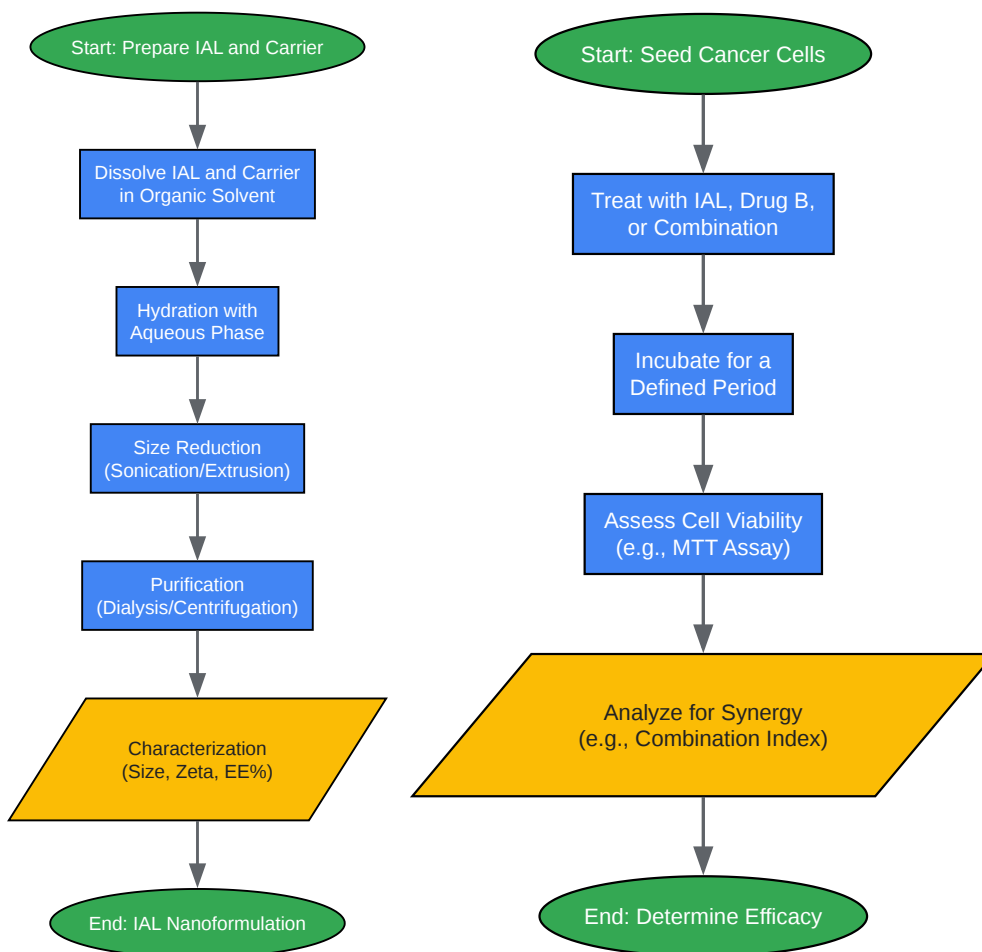 Start: Prepare IAL and Carrier
Dissolve IAL and Carrier
in Organic Solvent
Hydration with
Aqueous Phase
Size Reduction
(Sonication/Extrusion)
Purification
(Dialysis/Centrifugation)
Characterization
(Size, Zeta, EE%)
End: IAL Nanoformulation
Start: Seed Cancer Cells
Treat with IAL, Drug B,
or Combination
Incubate for a
Defined Period
Assess Cell Viability
(e.g., MTT Assay)
Analyze for Synergy
(e.g., Combination Index)
End: Determine Efficacy